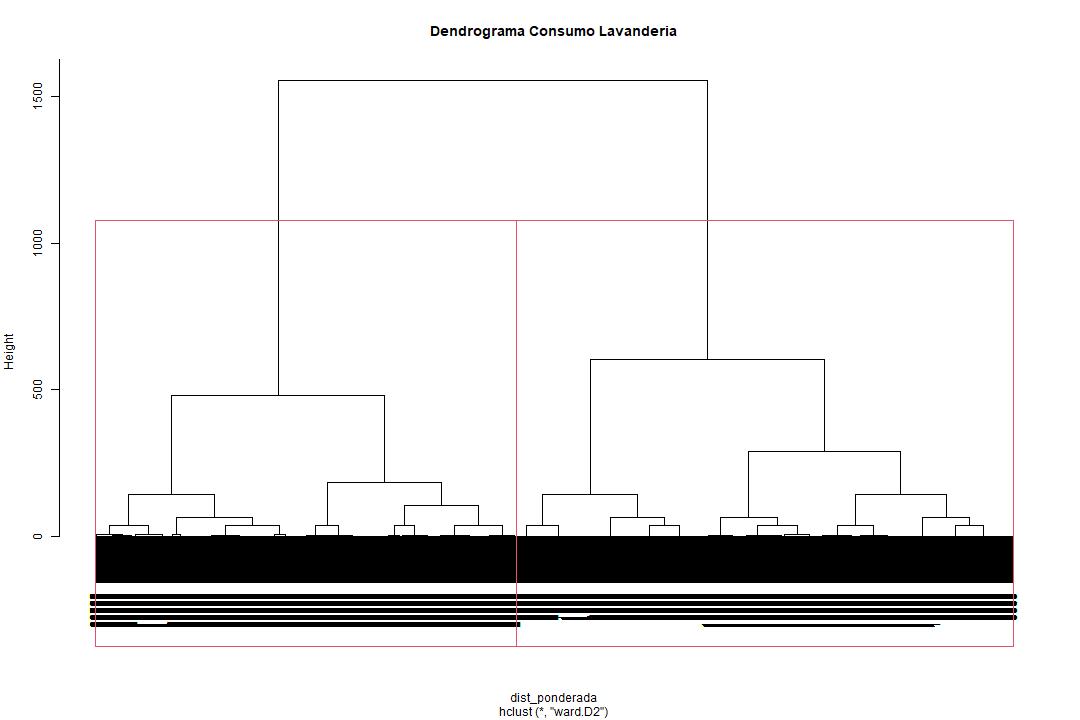 Dendrograma Consumo Lavanderia
1500
1000
500
0
Height
dist_ponderada
hclust (*, "ward.D2")